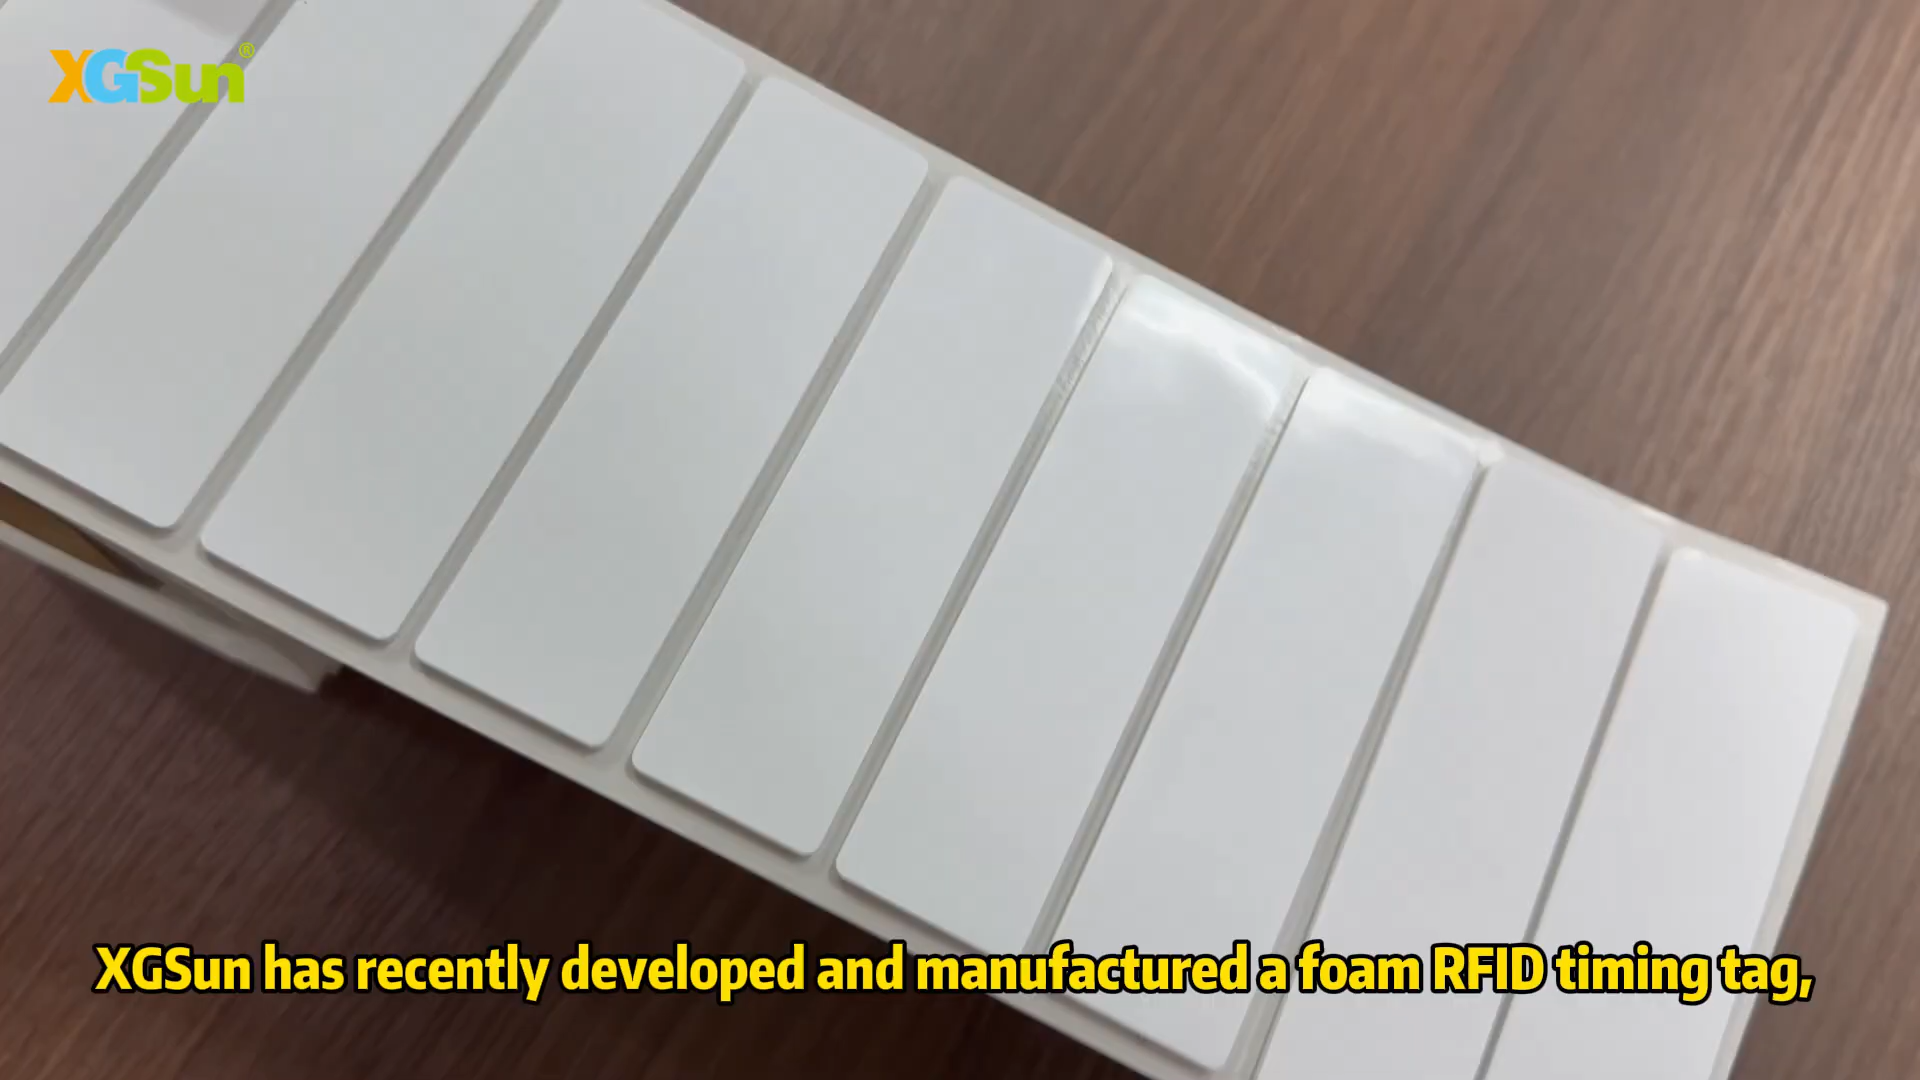 XGSun®
XGSun has recently developed and manufactured a foam RFID timing tag,